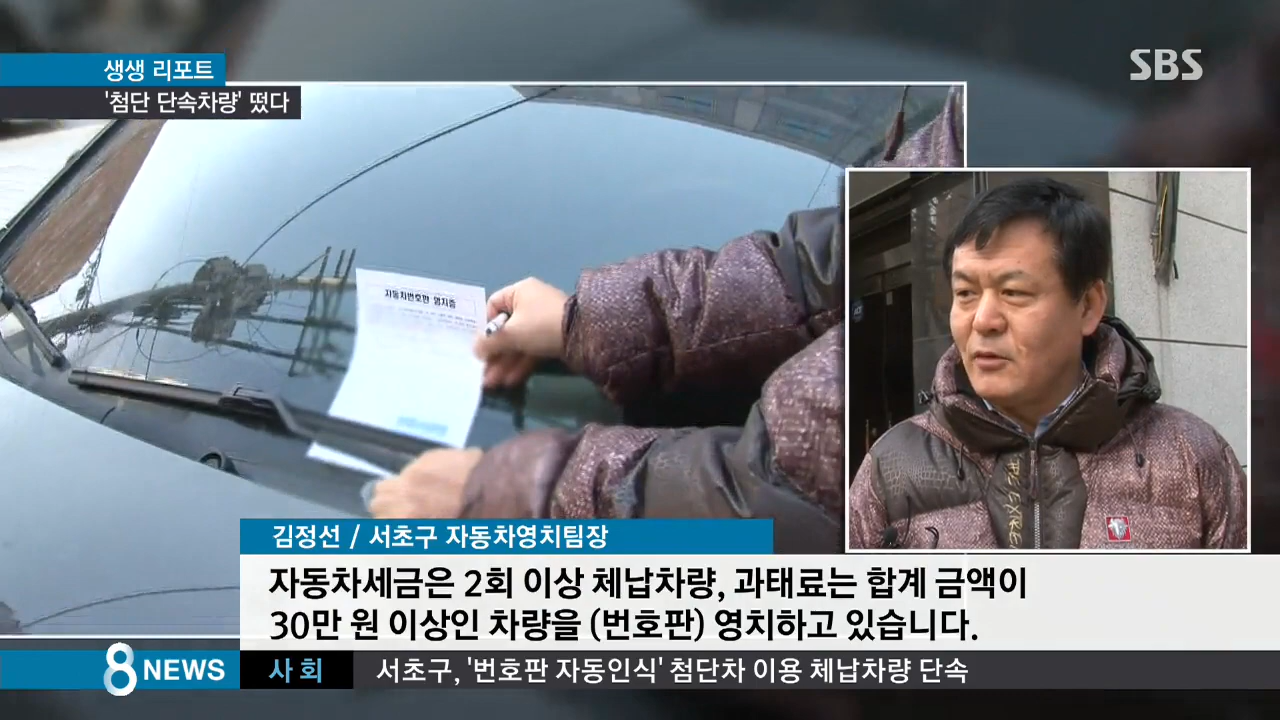 생생 리포트
SBS
'첨단 단속차량' 떴다
자동차번호판 영치증
김정선 / 서초구 자동차영치팀장
자동차세금은 2회 이상 체납차량, 과태료는 합계 금액이
30만 원 이상인 차량을 (번호판) 영치하고 있습니다.
8 NEWS
사회
서초구, '번호판 자동인식' 첨단차 이용 체납차량 단속